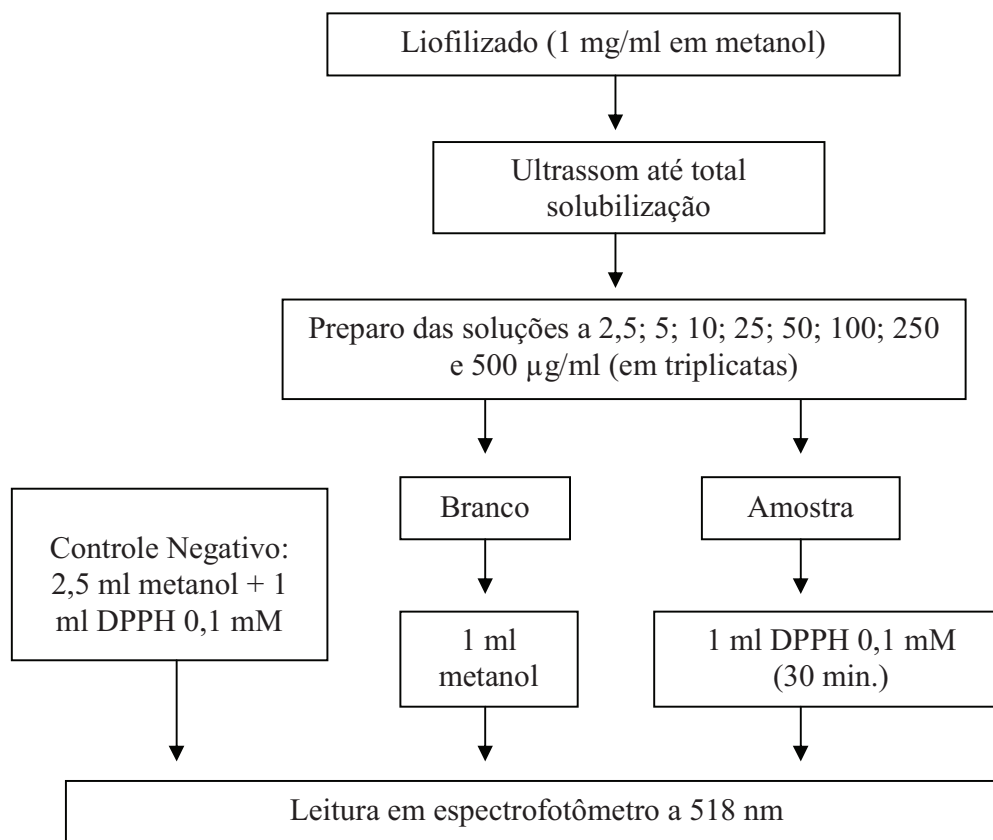 Liofilizado (1 mg/ml em metanol)
Ultrassom até total
solubilização
Preparo das soluções a 2,5; 5; 10; 25; 50; 100; 250
e 500 µg/ml (em triplicatas)
Controle Negativo:
2,5 ml metanol + 1
ml DPPH 0,1 mM
Branco
Amostra
1 ml
metanol
1 ml DPPH 0,1 mM
(30 min.)
Leitura em espectrofotômetro a 518 nm